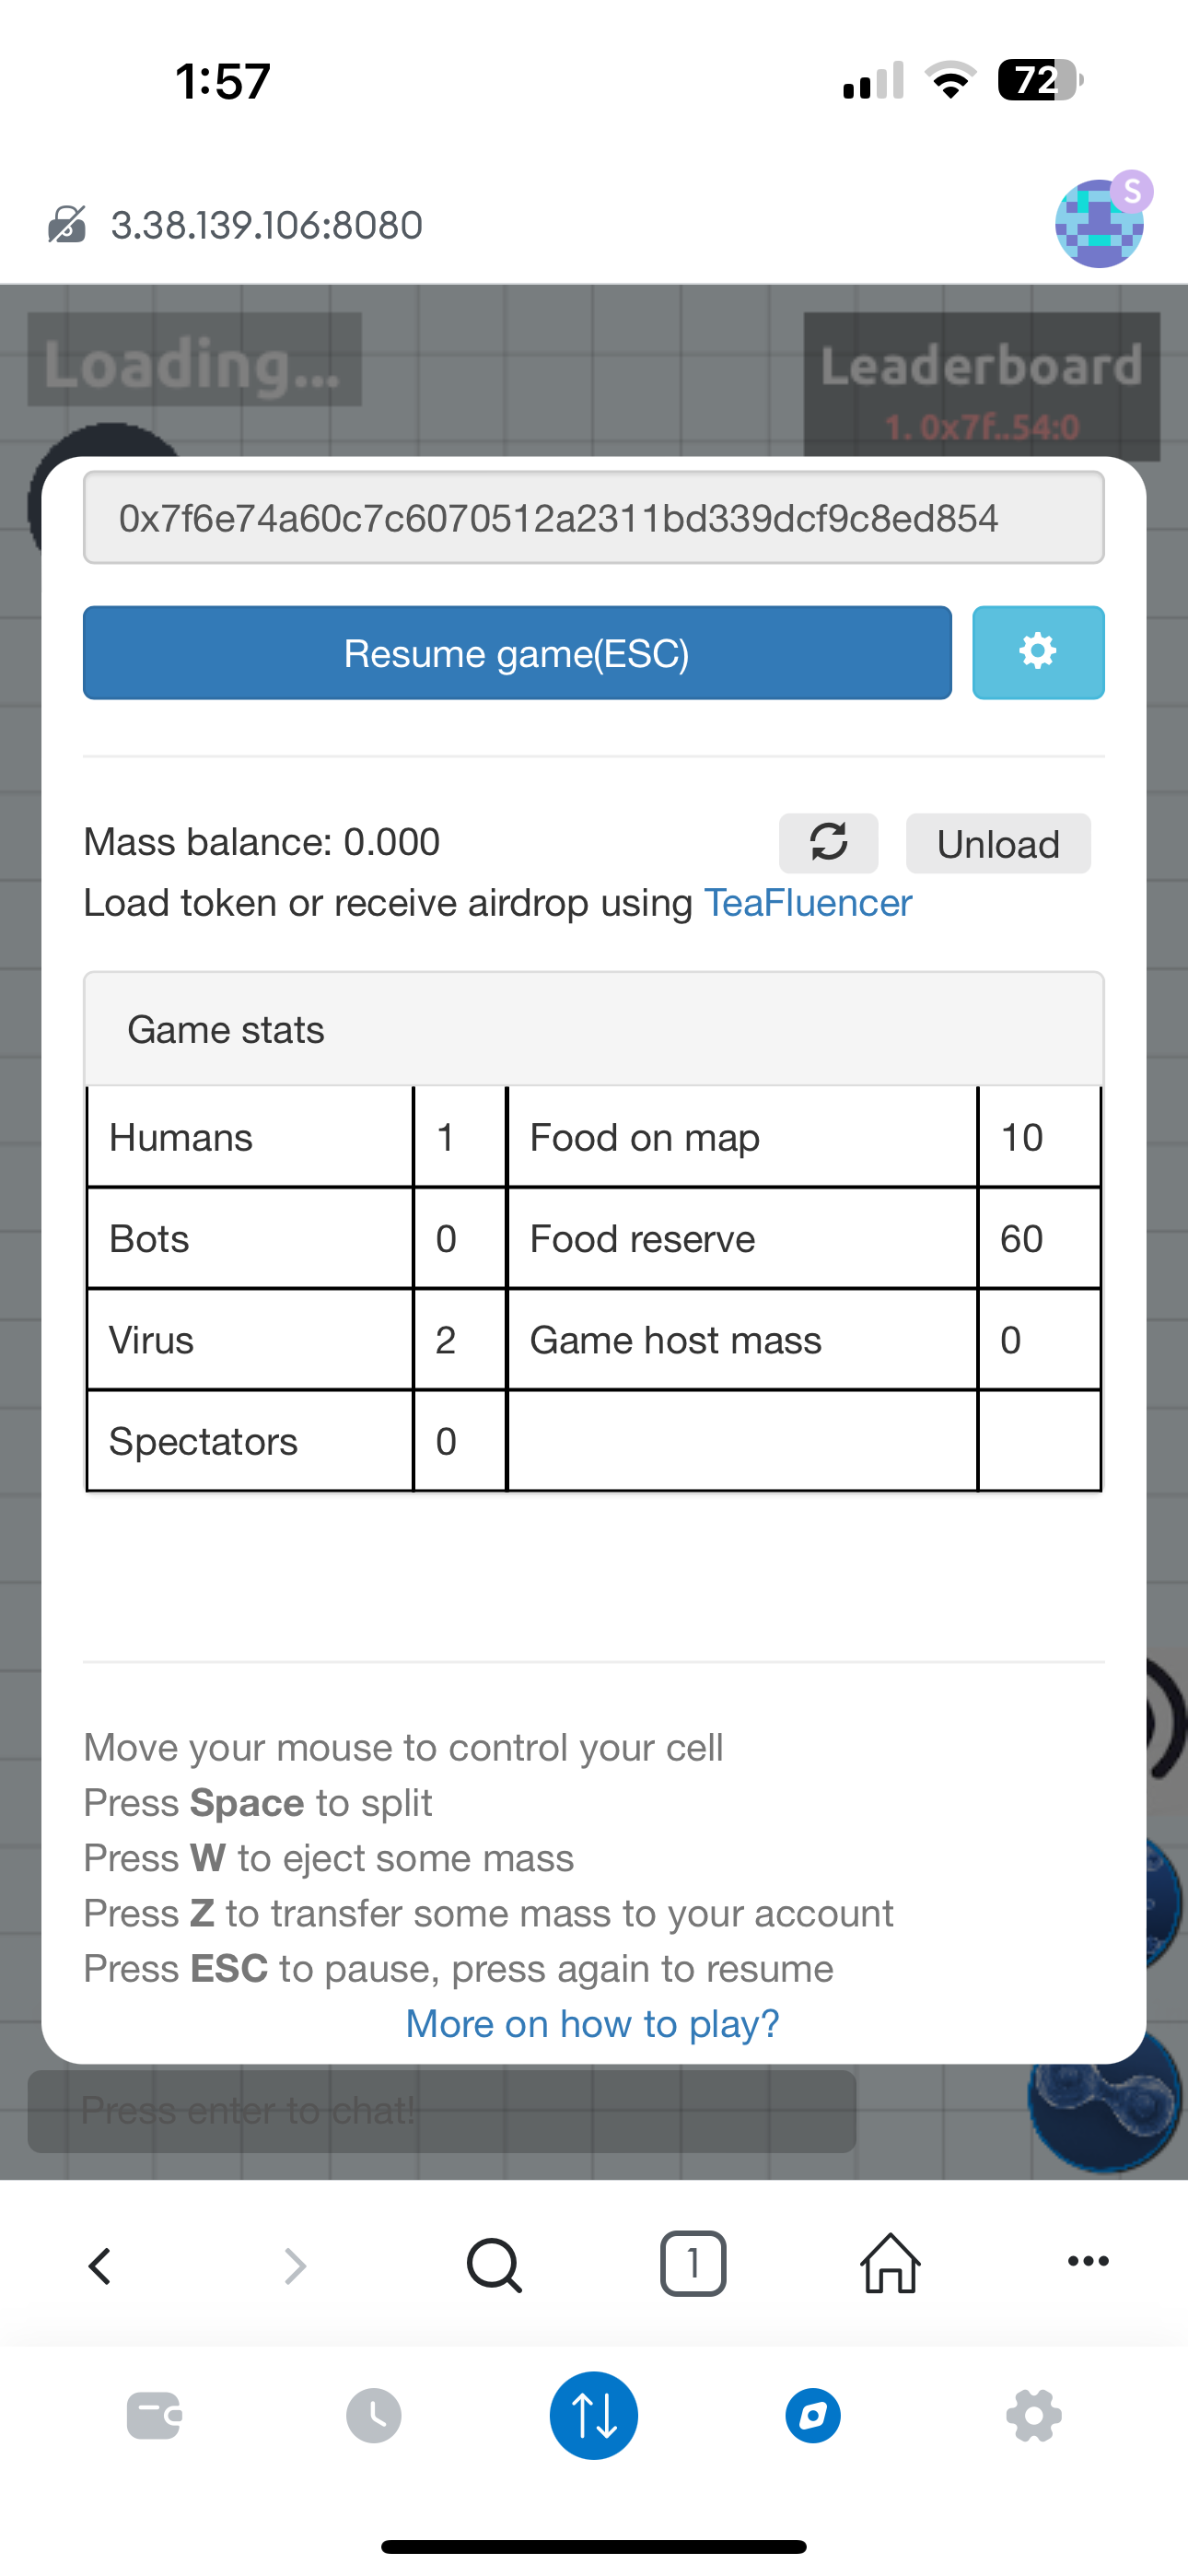 1:57
72
3.38.139.106:8080
S
Loading...
Leaderboard
1. 0x7f..54:0
0x7f6e74a60c7c6070512a2311bd339dcf9c8ed854
Resume game(ESC)
Mass balance: 0.000
Unload
Load token or receive airdrop using TeaFluencer
Game stats
Humans 1 Food on map 10
Bots 0 Food reserve 60
Virus 2 Game host mass 0
Spectators 0
Move your mouse to control your cell
Press Space to split
Press W to eject some mass
Press Z to transfer some mass to your account
Press ESC to pause, press again to resume
More on how to play?
Press enter to chat!
1